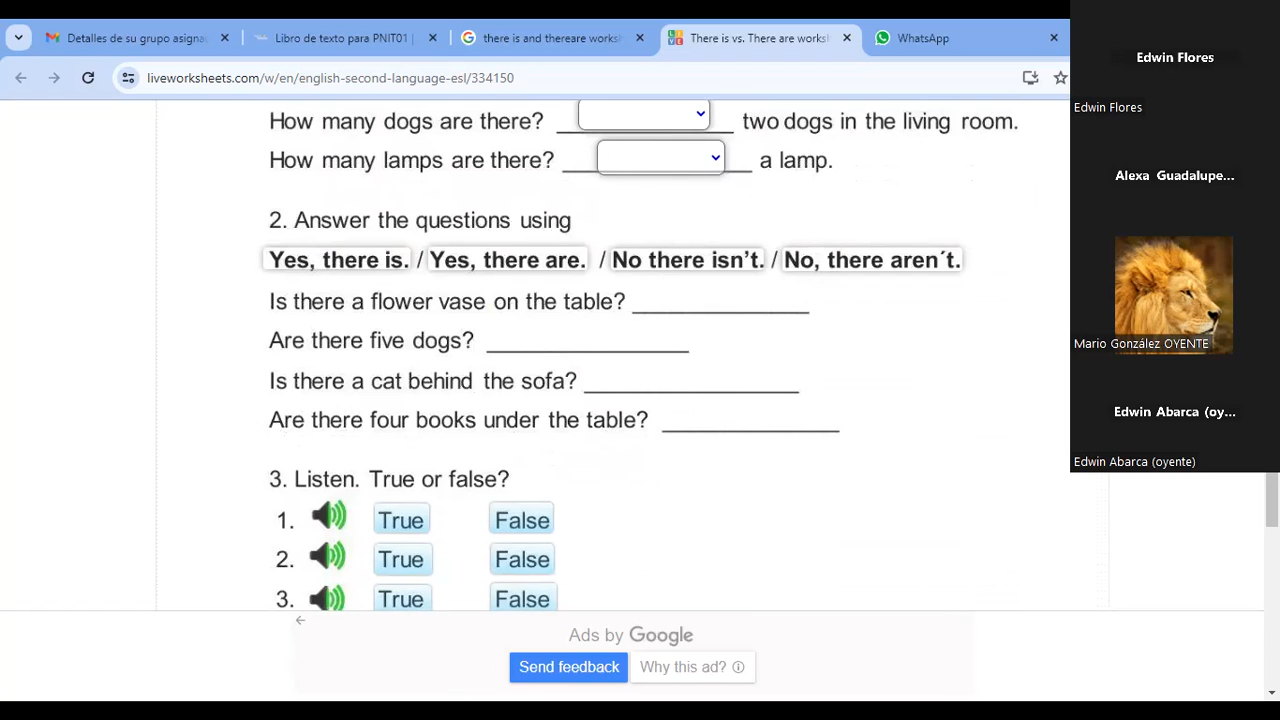 Detalles de su grupo asigna
Libro de texto para PNIT01 |
there is and thereare works
There is vs. There are works
WhatsApp
liveworksheets.com/w/en/english-second-language-esl/334150
How many dogs are there? two dogs in the living room.
How many lamps are there? a lamp.
2. Answer the questions using
Yes, there is. / Yes, there are. / No there isn't. / No, there aren´t.
Is there a flower vase on the table?
Are there five dogs?
Is there a cat behind the sofa?
Are there four books under the table?
3. Listen. True or false?
1. True False
2. True False
3. True False
Ads by Google
Send feedback Why this ad?
Edwin Flores
Edwin Flores
Alexa Guadalupe...
Mario González OYENTE
Edwin Abarca (oy...
Edwin Abarca (oyente)